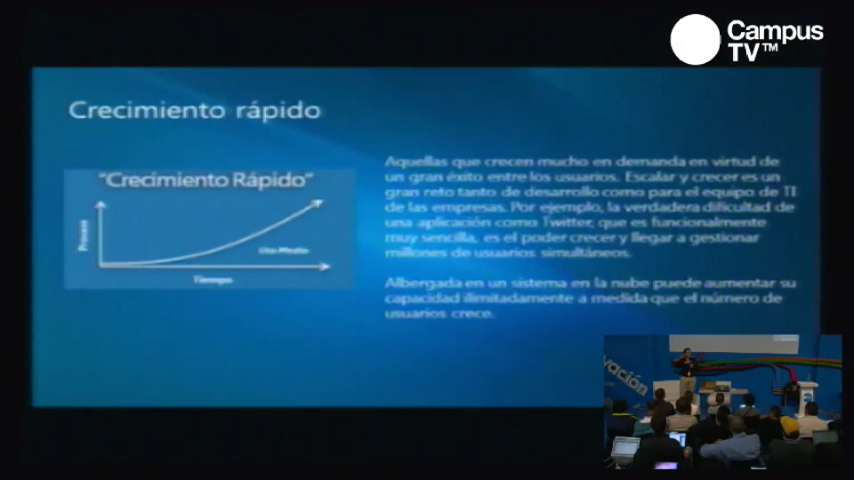 Campus
TV™
Crecimiento rápido
"Crecimiento Rápido"
Proceso
Uso Medio
Tiempo
Aquellas que crecen mucho en demanda en virtud de
un gran éxito entre los usuarios. Escalar y crecer es un
gran reto tanto de desarrollo como para el equipo de TI
de las empresas. Por ejemplo, la verdadera dificultad de
una aplicación como Twitter, que es funcionalmente
muy sencilla, es el poder crecer y llegar a gestionar
millones de usuarios simultáneos.
Albergada en un sistema en la nube puede aumentar su
capacidad ilimitadamente a medida que el número de
usuarios crece.
vación